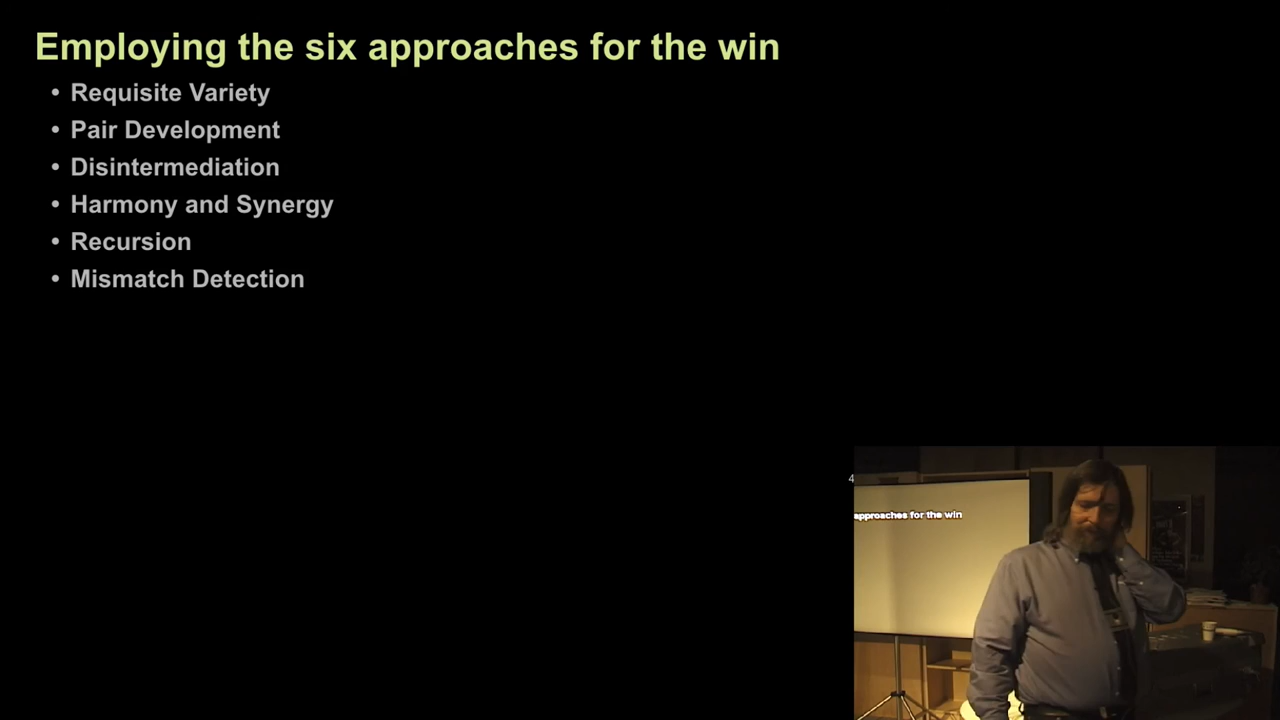 Employing the six approaches for the win
• Requisite Variety
• Pair Development
• Disintermediation
• Harmony and Synergy
• Recursion
• Mismatch Detection
4
approaches for the win